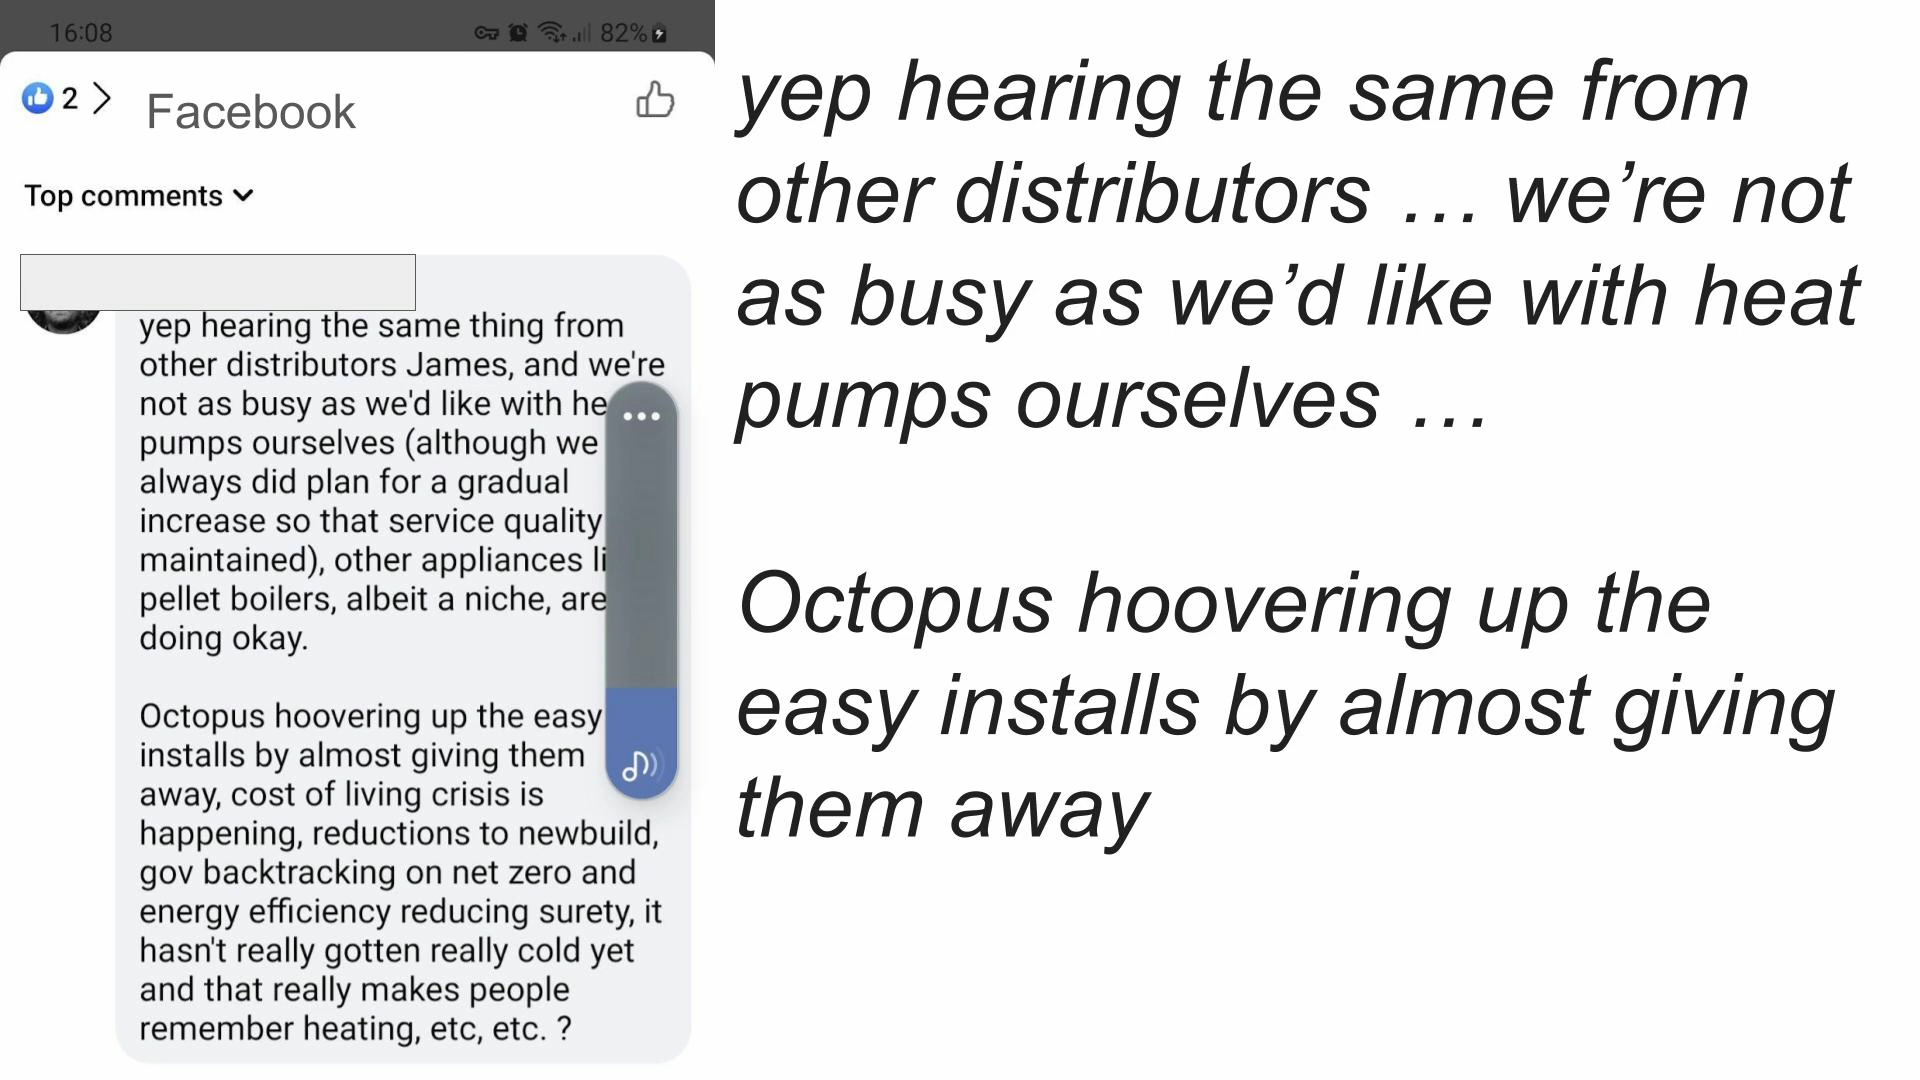 16:08
82%
2
Facebook
Top comments
yep hearing the same thing from
other distributors James, and we're
not as busy as we'd like with he
pumps ourselves (although we
always did plan for a gradual
increase so that service quality
maintained), other appliances li
pellet boilers, albeit a niche, are
doing okay.
Octopus hoovering up the easy
installs by almost giving them
away, cost of living crisis is
happening, reductions to newbuild,
gov backtracking on net zero and
energy efficiency reducing surety, it
hasn't really gotten really cold yet
and that really makes people
remember heating, etc, etc. ?
yep hearing the same from
other distributors … we’re not
as busy as we’d like with heat
pumps ourselves …
Octopus hoovering up the
easy installs by almost giving
them away